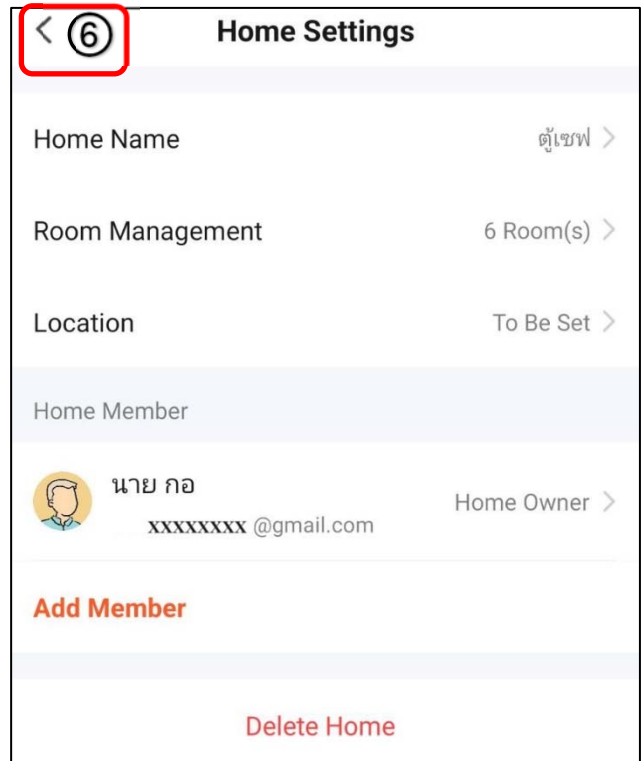 < ⑥ Home Settings
Home Name ตู้เซฟ >
Room Management 6 Room(s) >
Location To Be Set >
Home Member
นาย กอ
Home Owner >
xxxxxxxx @gmail.com
Add Member
Delete Home